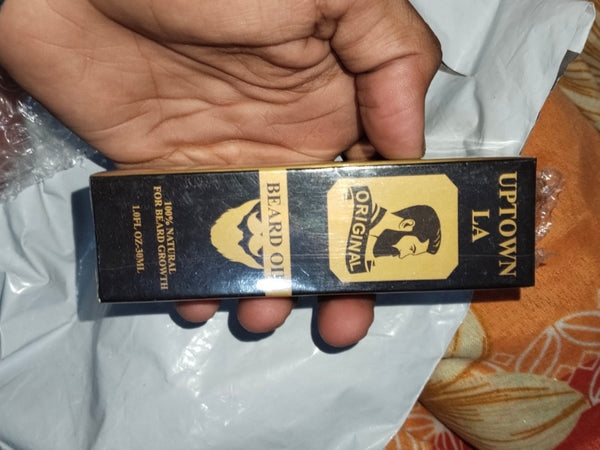 UPTOWN
LA
ORIGINAL
BEARD OIL
100% NATURAL
FOR BEARD GROWTH
1.0FL OZ-30ML